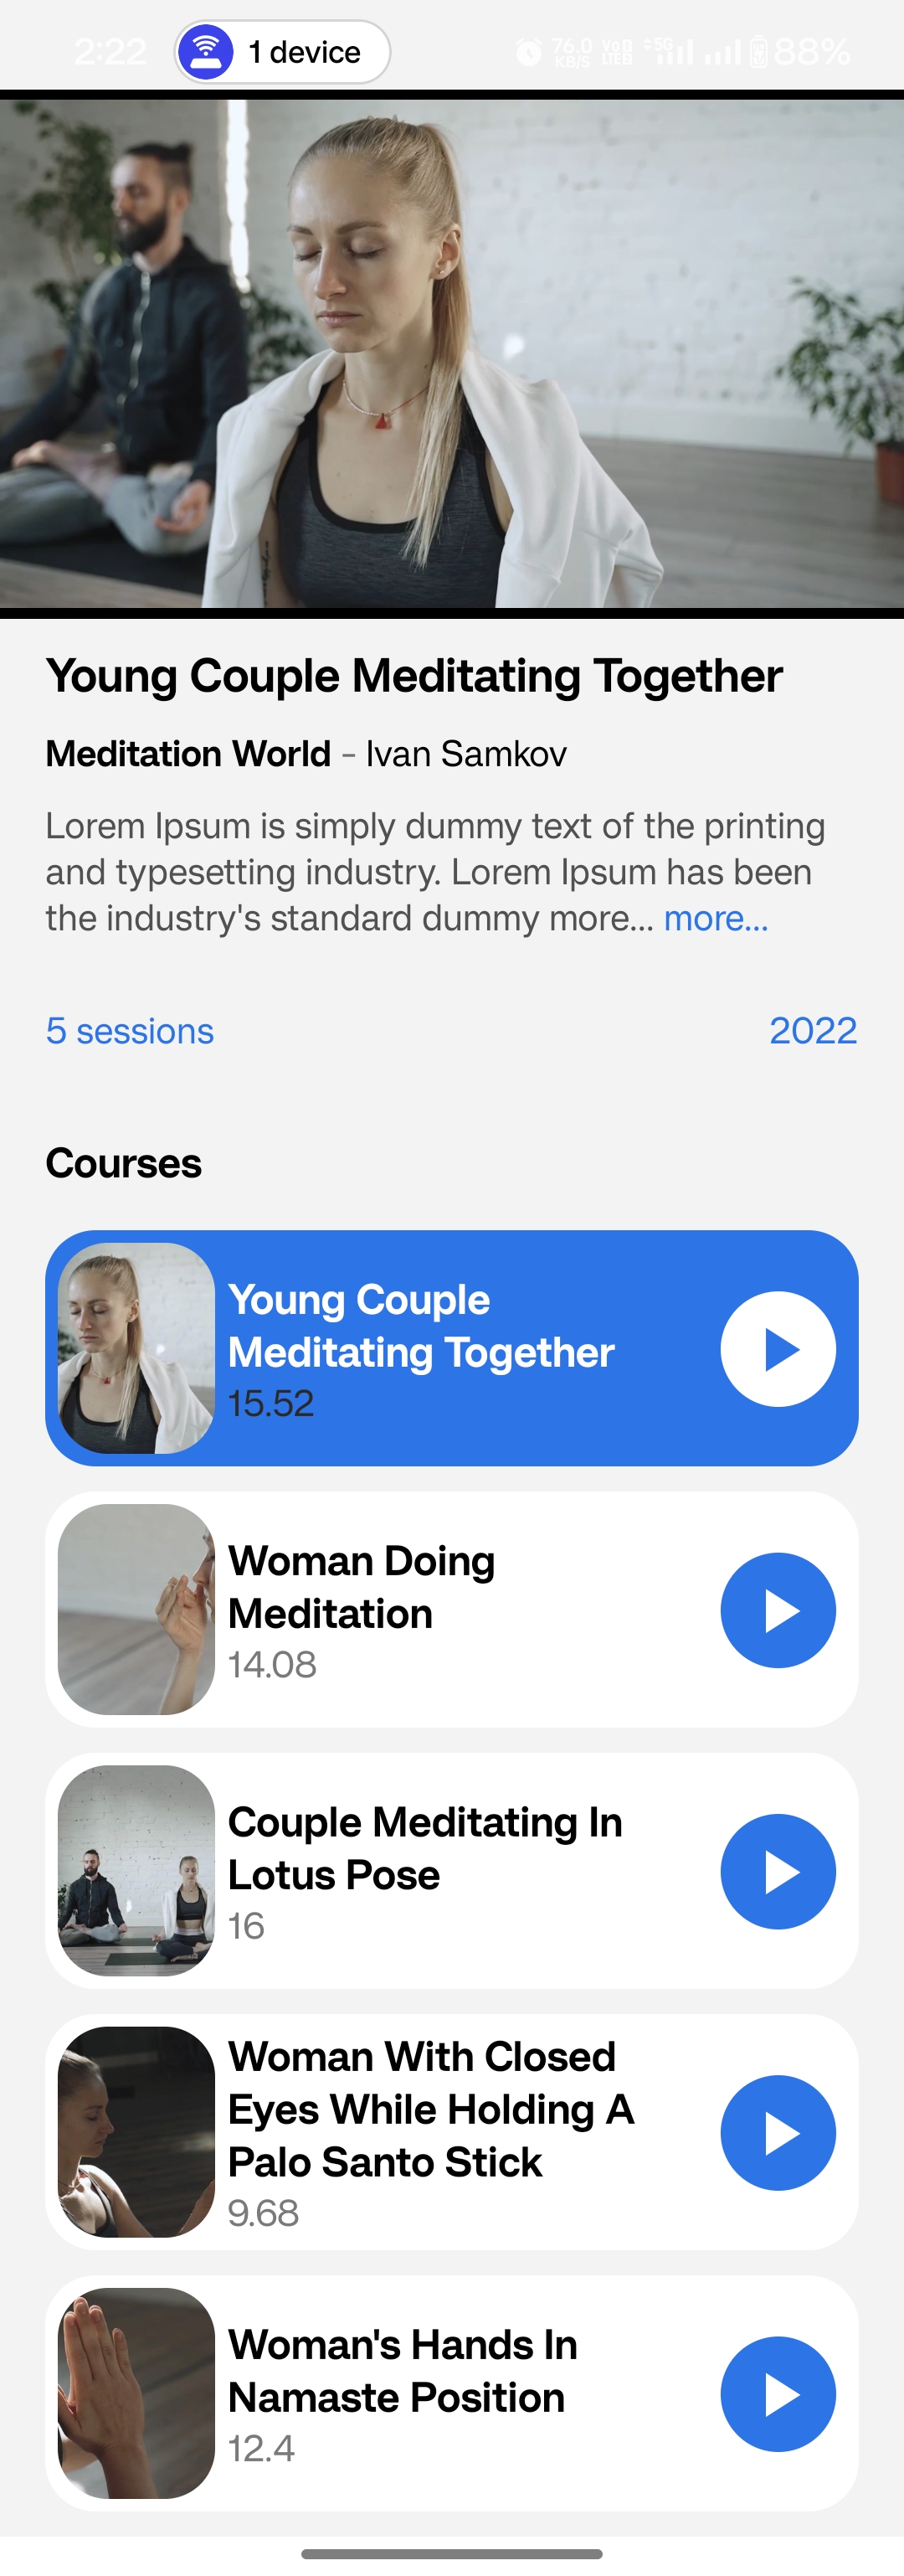 2:22
1 device
76.0
KB/S
5G
88%
Young Couple Meditating Together
Meditation World – Ivan Samkov
Lorem Ipsum is simply dummy text of the printing
and typesetting industry. Lorem Ipsum has been
the industry's standard dummy more... more...
5 sessions
2022
Courses
Young Couple
Meditating Together
15.52
Woman Doing
Meditation
14.08
Couple Meditating In
Lotus Pose
16
Woman With Closed
Eyes While Holding A
Palo Santo Stick
9.68
Woman's Hands In
Namaste Position
12.4